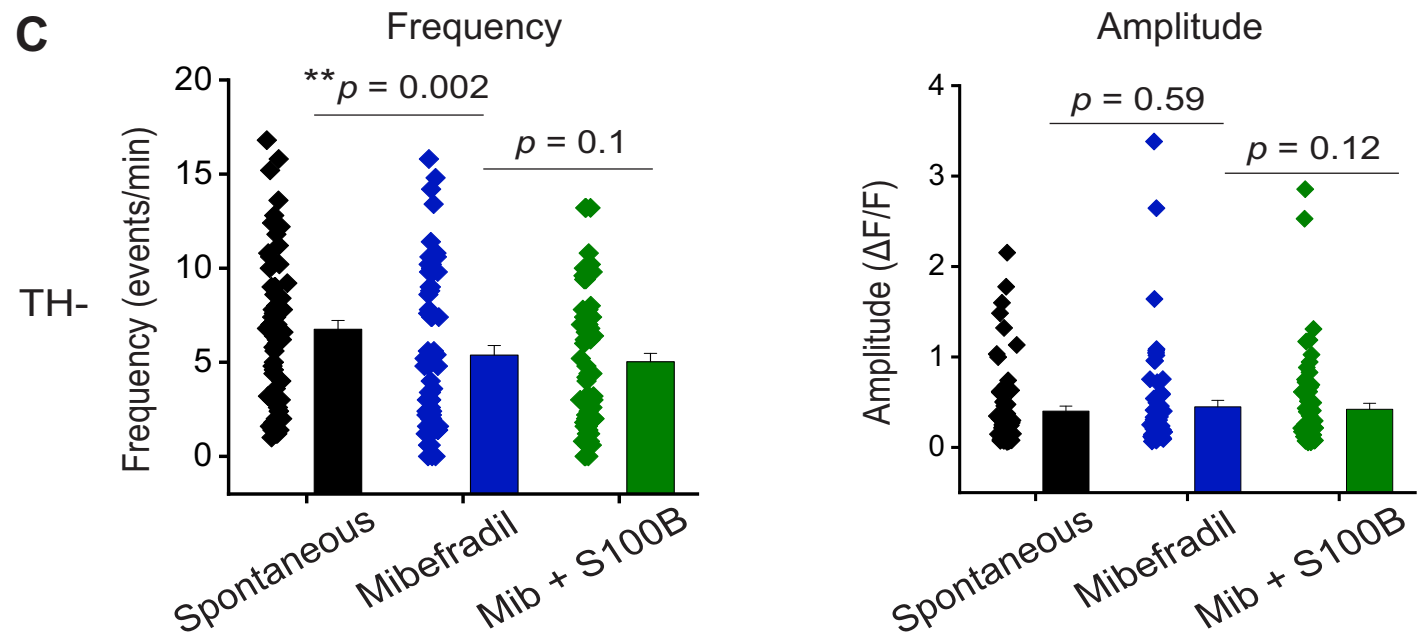 C
Frequency
Amplitude
TH-
Frequency (events/min)
20
15
10
5
0
**p = 0.002
p = 0.1
Spontaneous
Mibefradil
Mib + S100B
Amplitude (ΔF/F)
4
3
2
1
0
p = 0.59
p = 0.12
Spontaneous
Mibefradil
Mib + S100B